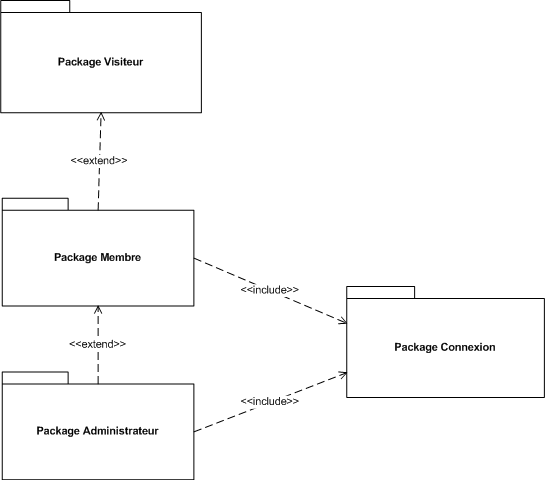 Package Visiteur
<<extend>>
Package Membre
<<include>>
<<extend>>
Package Connexion
<<include>>
Package Administrateur